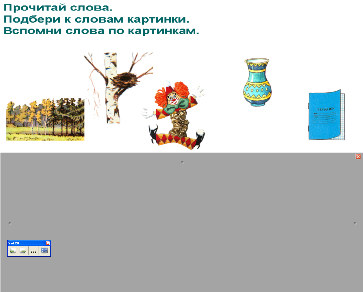 Прочитай слова.
Подбери к словам картинки.
Вспомни слова по картинкам.